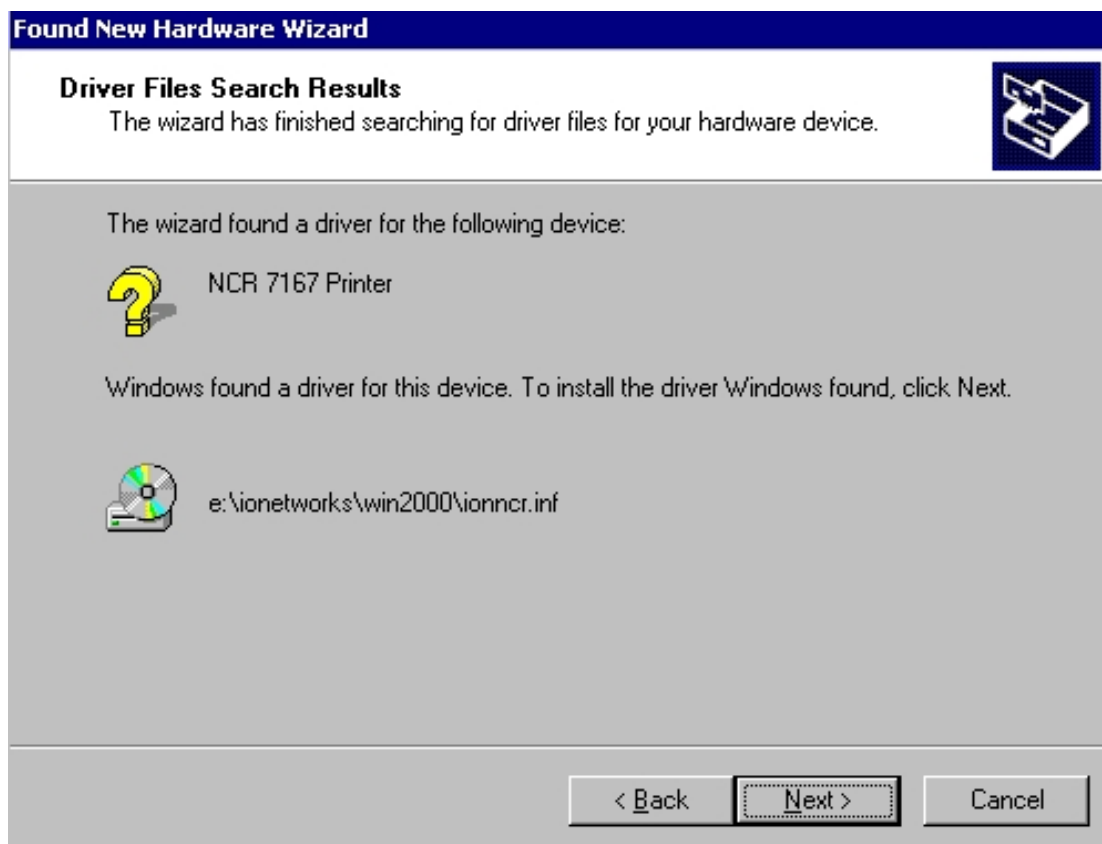 Found New Hardware Wizard
Driver Files Search Results
The wizard has finished searching for driver files for your hardware device.
The wizard found a driver for the following device:
NCR 7167 Printer
Windows found a driver for this device. To install the driver Windows found, click Next.
e:\ionetworks\win2000\ionncr.inf
< Back
Next >
Cancel